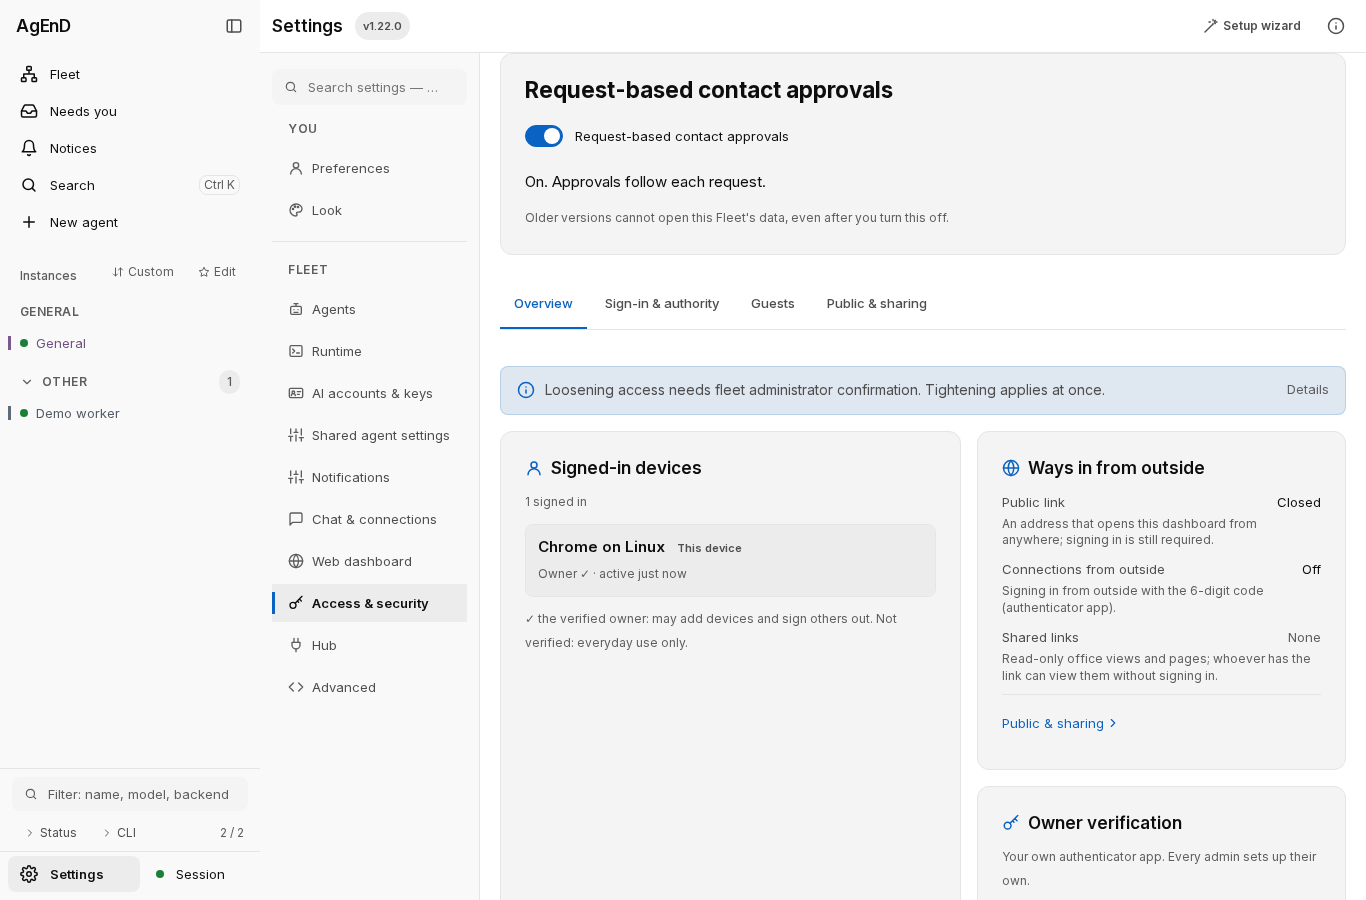 AgEnD
Fleet
Needs you
Notices
Search
Ctrl K
New agent
Instances
Custom
Edit
GENERAL
General
OTHER
1
Demo worker
Filter: name, model, backend
Status
CLI
2 / 2
Settings
Session
Settings
v1.22.0
Setup wizard
Search settings — …
YOU
Preferences
Look
FLEET
Agents
Runtime
AI accounts & keys
Shared agent settings
Notifications
Chat & connections
Web dashboard
Access & security
Hub
Advanced
Request-based contact approvals
Request-based contact approvals
On. Approvals follow each request.
Older versions cannot open this Fleet's data, even after you turn this off.
Overview
Sign-in & authority
Guests
Public & sharing
Loosening access needs fleet administrator confirmation. Tightening applies at once.
Details
Signed-in devices
1 signed in
Chrome on Linux
This device
Owner ✓ · active just now
✓ the verified owner: may add devices and sign others out. Not
verified: everyday use only.
Ways in from outside
Public link
Closed
An address that opens this dashboard from
anywhere; signing in is still required.
Connections from outside
Off
Signing in from outside with the 6-digit code
(authenticator app).
Shared links
None
Read-only office views and pages; whoever has the
link can view them without signing in.
Public & sharing
Owner verification
Your own authenticator app. Every admin sets up their
own.